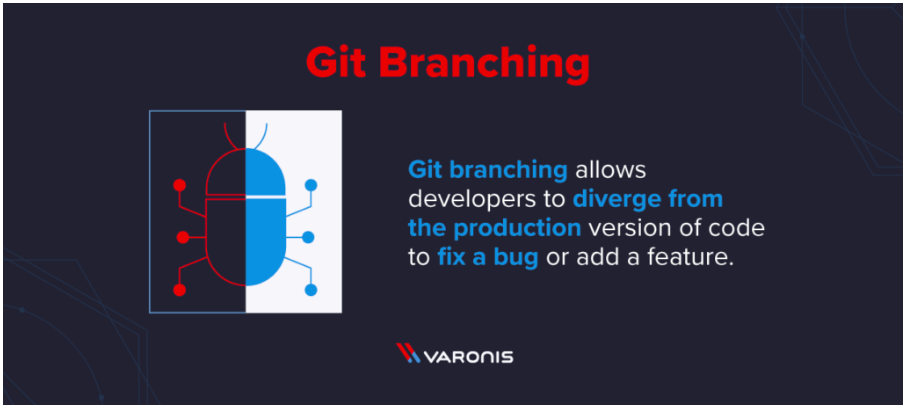 Git Branching
Git branching allows
developers to diverge from
the production version of code
to fix a bug or add a feature.
VARONIS